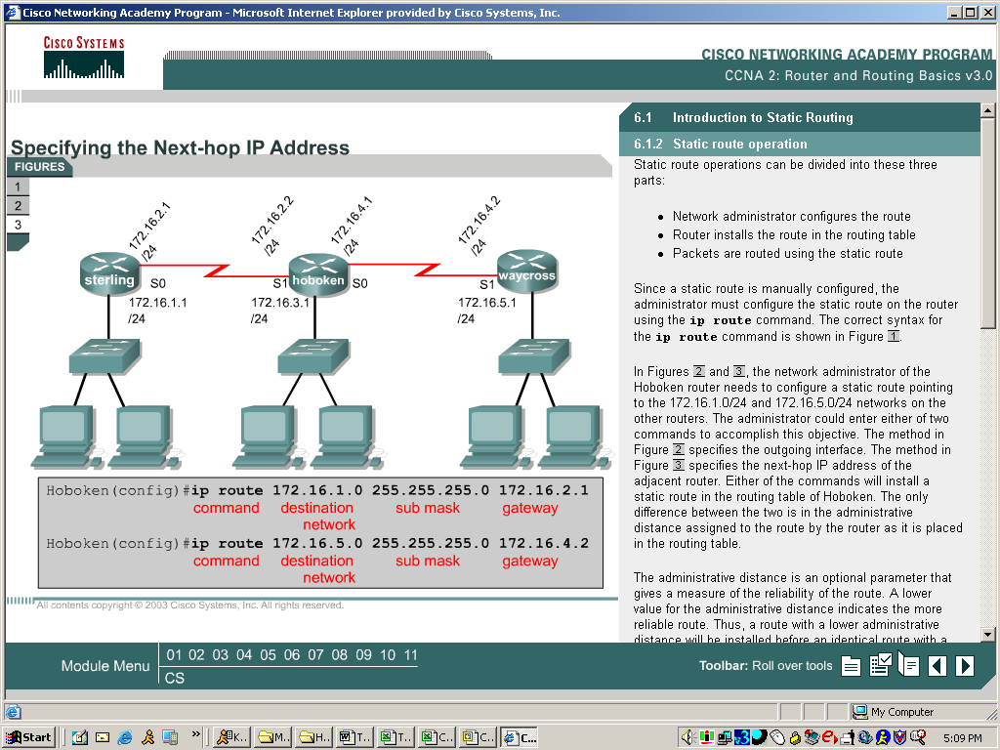 Cisco Networking Academy Program - Microsoft Internet Explorer provided by Cisco Systems, Inc.
CISCO SYSTEMS
CISCO NETWORKING ACADEMY PROGRAM
CCNA 2: Router and Routing Basics v3.0
Specifying the Next-hop IP Address
FIGURES
1
2
3
172.16.2.1
/24
172.16.2.2
/24
172.16.4.1
/24
172.16.4.2
/24
sterling
S0
S1
hoboken
S0
S1
waycross
172.16.1.1
/24
172.16.3.1
/24
172.16.5.1
/24
Hoboken(config)#ip route 172.16.1.0 255.255.255.0 172.16.2.1
command destination sub mask gateway
network
Hoboken(config)#ip route 172.16.5.0 255.255.255.0 172.16.4.2
command destination sub mask gateway
network
All contents copyright © 2003 Cisco Systems, Inc. All rights reserved.
6.1 Introduction to Static Routing
6.1.2 Static route operation
Static route operations can be divided into these three
parts:
• Network administrator configures the route
• Router installs the route in the routing table
• Packets are routed using the static route
Since a static route is manually configured, the
administrator must configure the static route on the router
using the ip route command. The correct syntax for
the ip route command is shown in Figure 1.
In Figures 2 and 3, the network administrator of the
Hoboken router needs to configure a static route pointing
to the 172.16.1.0/24 and 172.16.5.0/24 networks on the
other routers. The administrator could enter either of two
commands to accomplish this objective. The method in
Figure 2 specifies the outgoing interface. The method in
Figure 3 specifies the next-hop IP address of the
adjacent router. Either of the commands will install a
static route in the routing table of Hoboken. The only
difference between the two is in the administrative
distance assigned to the route by the router as it is placed
in the routing table.
The administrative distance is an optional parameter that
gives a measure of the reliability of the route. A lower
value for the administrative distance indicates the more
reliable route. Thus, a route with a lower administrative
distance will be installed before an identical route with a
Module Menu
01 02 03 04 05 06 07 08 09 10 11
CS
Toolbar: Roll over tools
My Computer
Start
»
K..
M..
H..
T..
T..
C..
C..
C...
5:09 PM